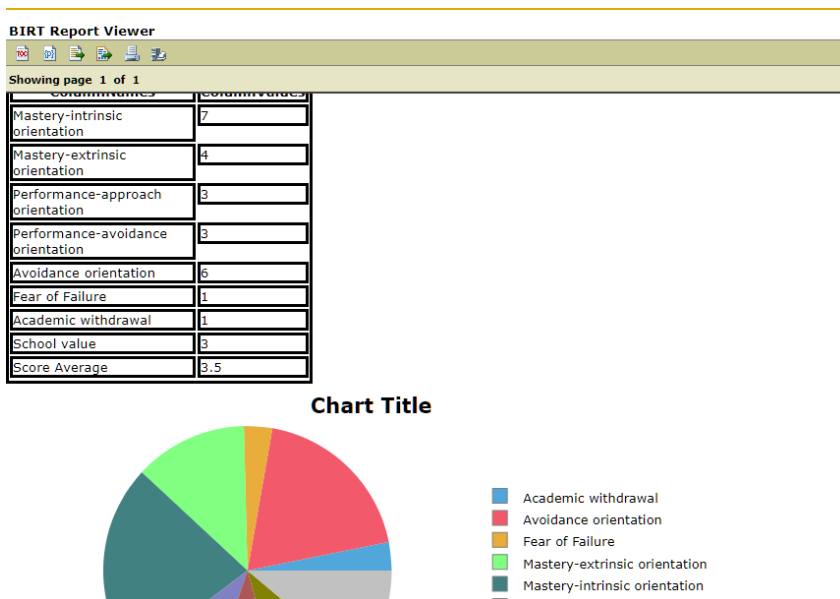 BIRT Report Viewer
Showing page 1 of 1
ColumnNames ColumnValues
Mastery-intrinsic 7
orientation
Mastery-extrinsic 4
orientation
Performance-approach 3
orientation
Performance-avoidance 3
orientation
Avoidance orientation 6
Fear of Failure 1
Academic withdrawal 1
School value 3
Score Average 3.5
Chart Title
Academic withdrawal
Avoidance orientation
Fear of Failure
Mastery-extrinsic orientation
Mastery-intrinsic orientation